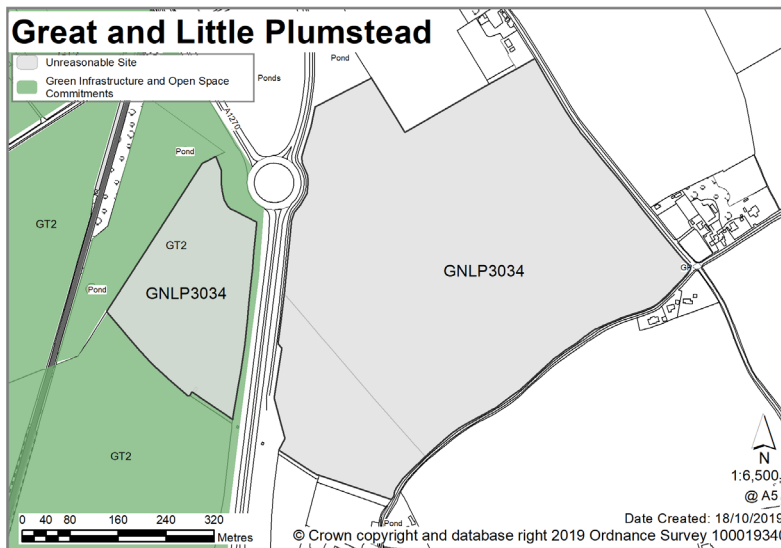 Great and Little Plumstead
Unreasonable Site
Green Infrastructure and Open Space
Commitments
Pond
Ponds
A1270
Pond
GT2
GT2
GNLP3034
GNLP3034
Pond
GT2
Pond
N
1:6,500
@ A5
0 40 80 160 240 320
Metres
Date Created: 18/10/2019
© Crown copyright and database right 2019 Ordnance Survey 10001934